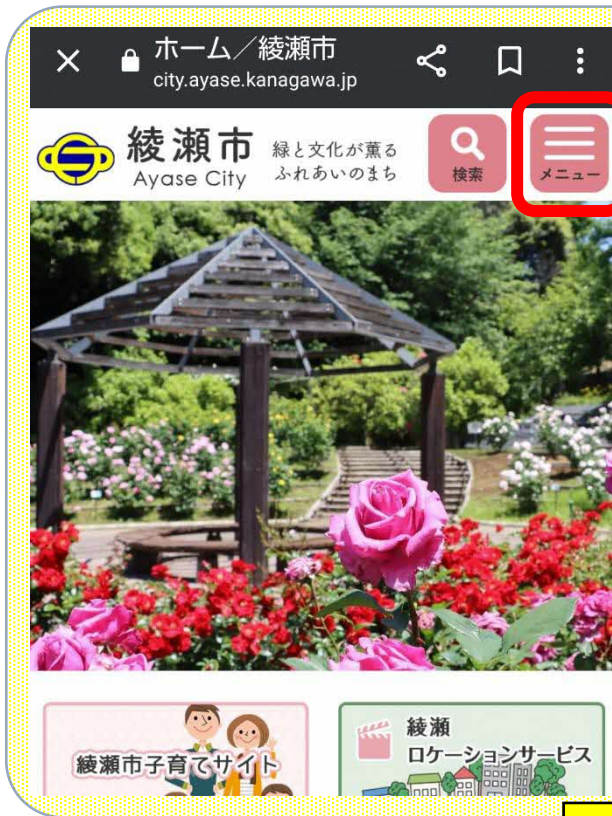 ホーム／綾瀬市
city.ayase.kanagawa.jp
綾瀬市
Ayase City
緑と文化が薫る
ふれあいのまち
検索
メニュー
綾瀬市子育てサイト
綾瀬
ロケーションサービス